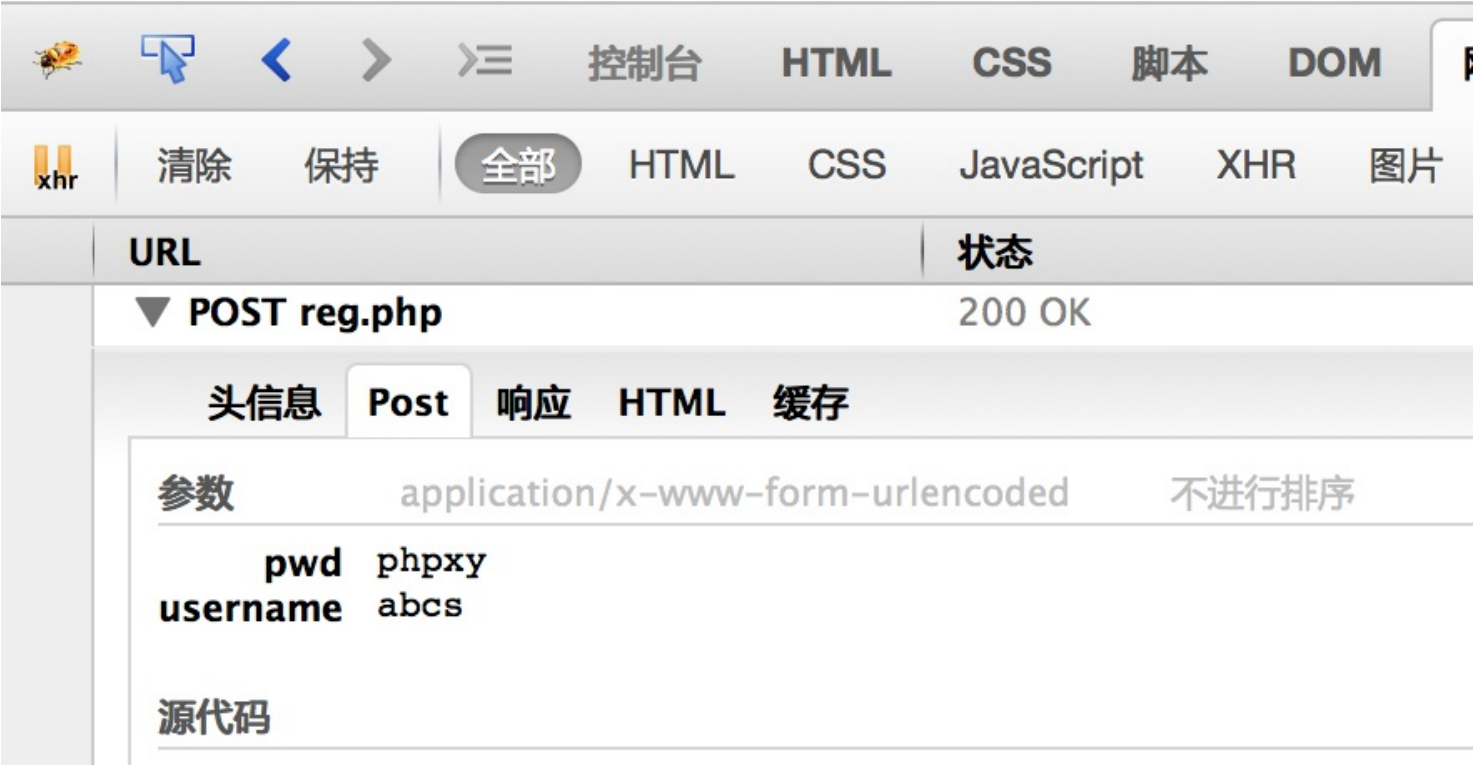 控制台 HTML CSS 脚本 DOM
xhr 清除 保持 全部 HTML CSS JavaScript XHR 图片
URL 状态
POST reg.php 200 OK
头信息 Post 响应 HTML 缓存
参数 application/x-www-form-urlencoded 不进行排序
pwd phpxy
username abcs
源代码